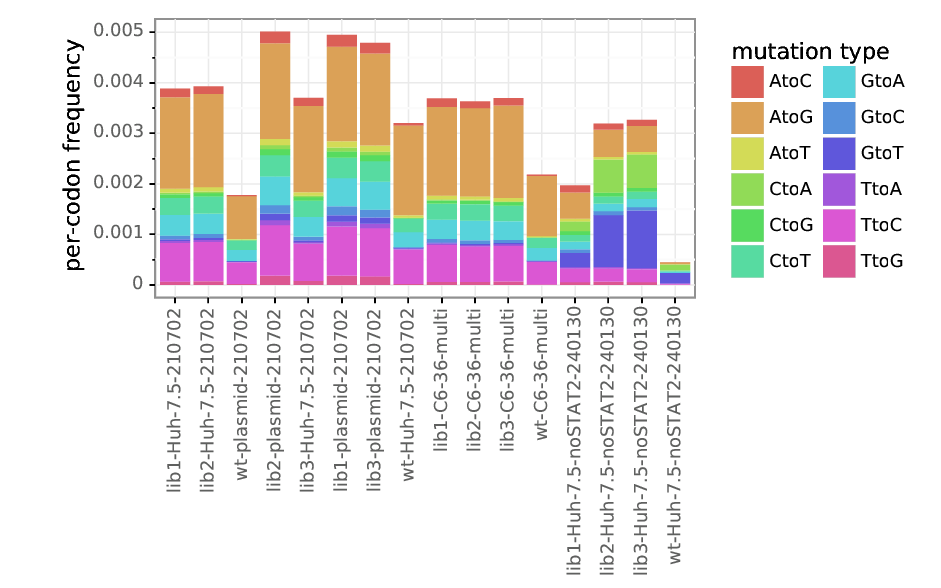 per-codon frequency
0.005
0.004
0.003
0.002
0.001
0
lib1-Huh-7.5-210702
lib2-Huh-7.5-210702
wt-plasmid-210702
lib2-plasmid-210702
lib3-Huh-7.5-210702
lib1-plasmid-210702
lib3-plasmid-210702
wt-Huh-7.5-210702
lib1-C6-36-multi
lib2-C6-36-multi
lib3-C6-36-multi
wt-C6-36-multi
lib1-Huh-7.5-noSTAT2-240130
lib2-Huh-7.5-noSTAT2-240130
lib3-Huh-7.5-noSTAT2-240130
wt-Huh-7.5-noSTAT2-240130
mutation type
AtoC
AtoG
AtoT
CtoA
CtoG
CtoT
GtoA
GtoC
GtoT
TtoA
TtoC
TtoG